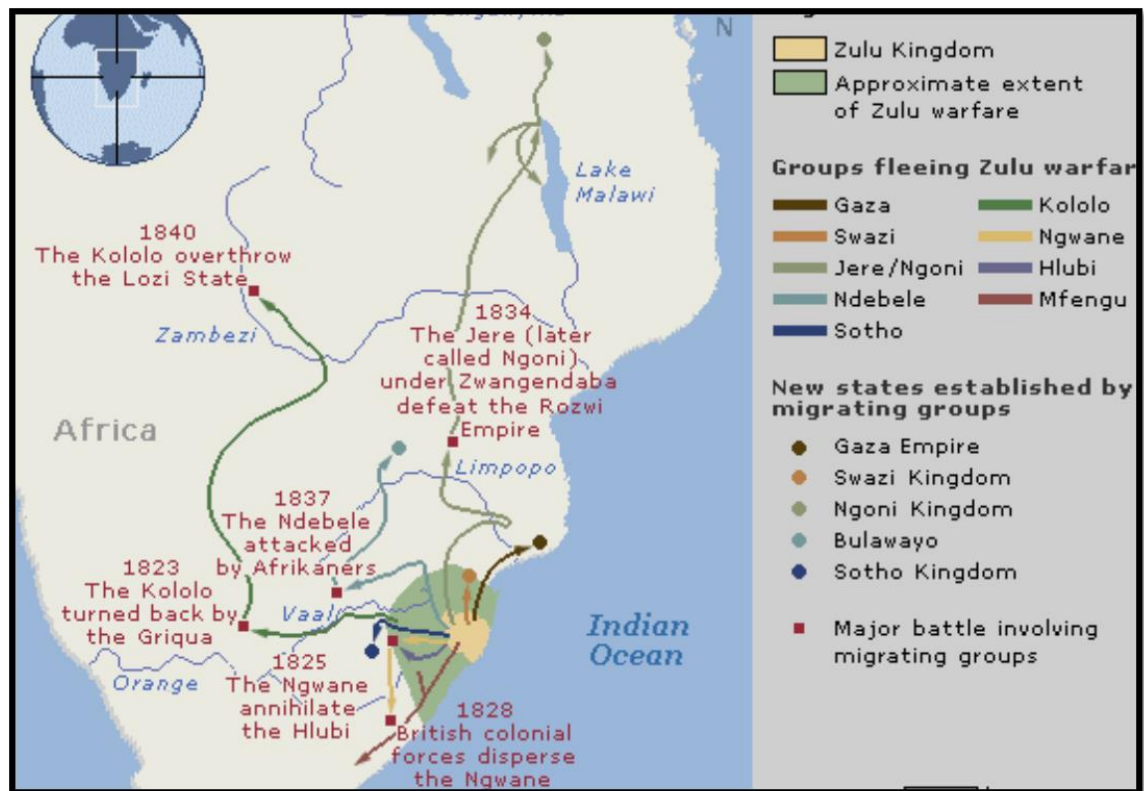 N
Lake
Malawi
1840
The Kololo overthrow
the Lozi State
Zambezi
1834
The Jere (later
called Ngoni)
under Zwangendaba
defeat the Rozwi
Empire
Africa
Limpopo
1837
The Ndebele
attacked
by Afrikaners
1823
The Kololo
turned back by
the Griqua
Vaal
Indian
Ocean
Orange
1825
The Ngwane
annihilate
the Hlubi
1828
British colonial
forces disperse
the Ngwane
Zulu Kingdom
Approximate extent
of Zulu warfare
Groups fleeing Zulu warfar
Gaza
Swazi
Jere/Ngoni
Ndebele
Sotho
Kololo
Ngwane
Hlubi
Mfengu
New states established by
migrating groups
Gaza Empire
Swazi Kingdom
Ngoni Kingdom
Bulawayo
Sotho Kingdom
Major battle involving
migrating groups